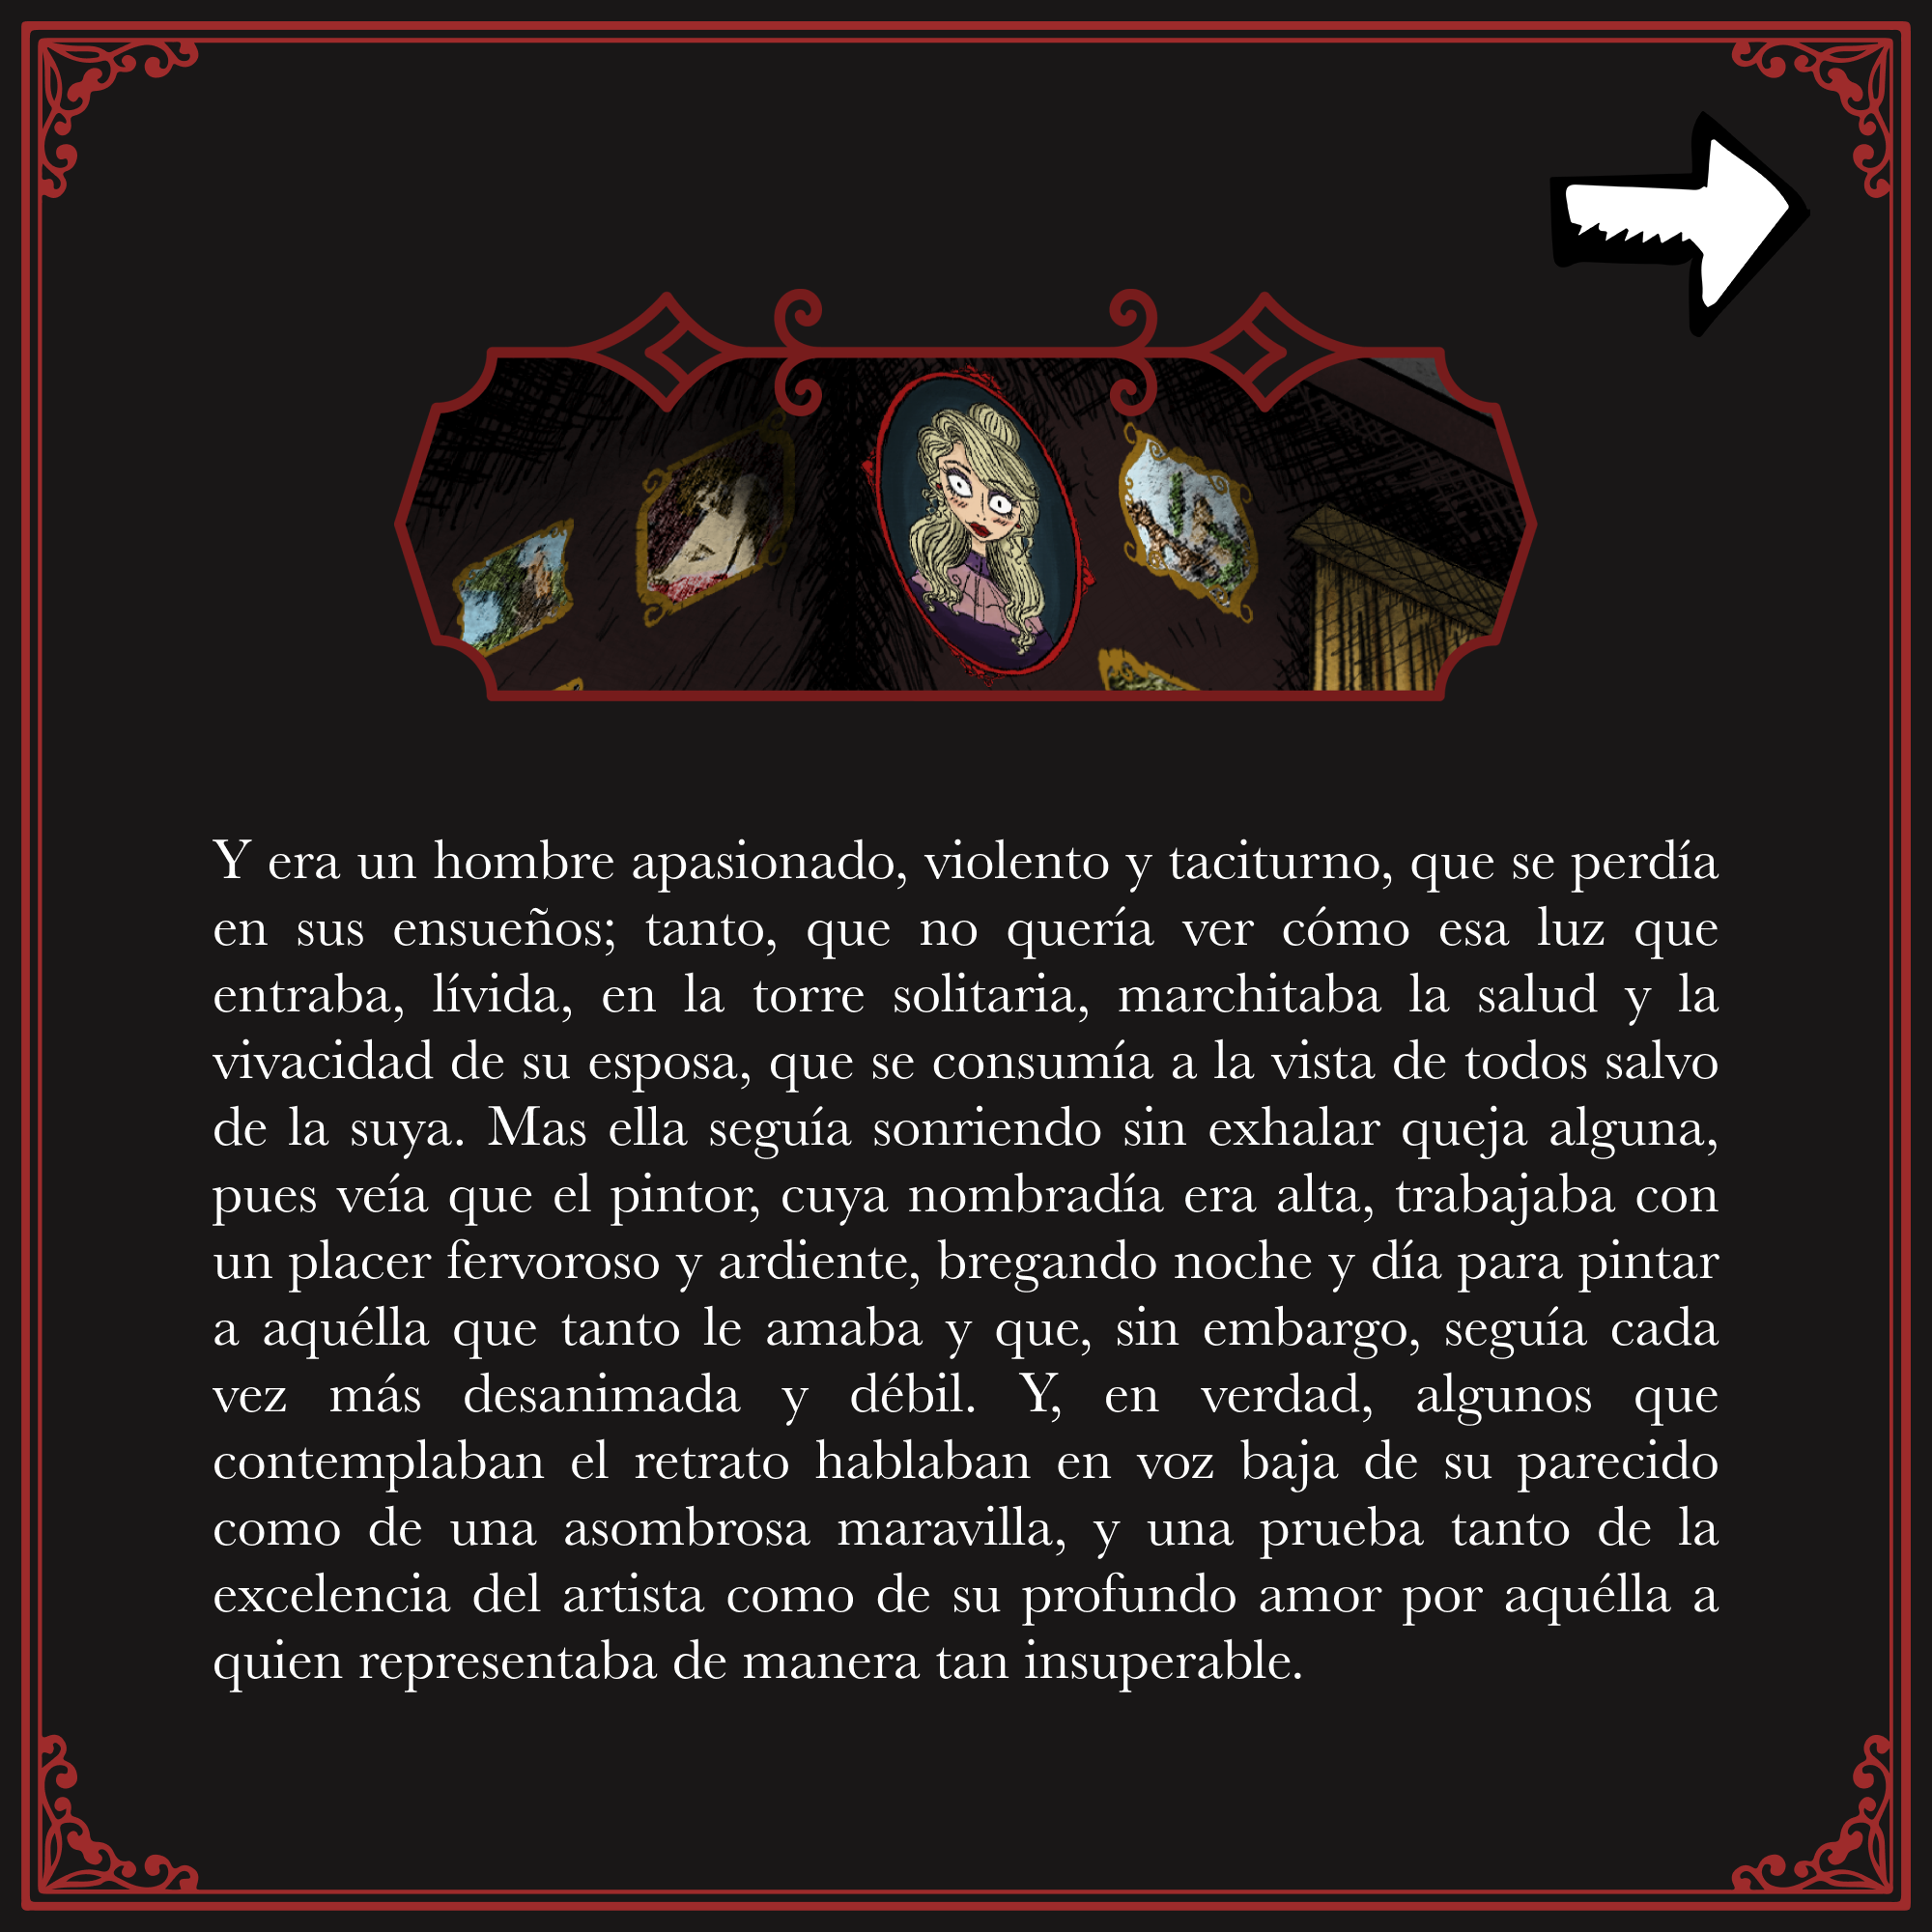 Y era un hombre apasionado, violento y taciturno, que se perdía
en sus ensueños; tanto, que no quería ver cómo esa luz que
entraba, lívida, en la torre solitaria, marchitaba la salud y la
vivacidad de su esposa, que se consumía a la vista de todos salvo
de la suya. Mas ella seguía sonriendo sin exhalar queja alguna,
pues veía que el pintor, cuya nombradía era alta, trabajaba con
un placer fervoroso y ardiente, bregando noche y día para pintar
a aquélla que tanto le amaba y que, sin embargo, seguía cada
vez más desanimada y débil. Y, en verdad, algunos que
contemplaban el retrato hablaban en voz baja de su parecido
como de una asombrosa maravilla, y una prueba tanto de la
excelencia del artista como de su profundo amor por aquélla a
quien representaba de manera tan insuperable.